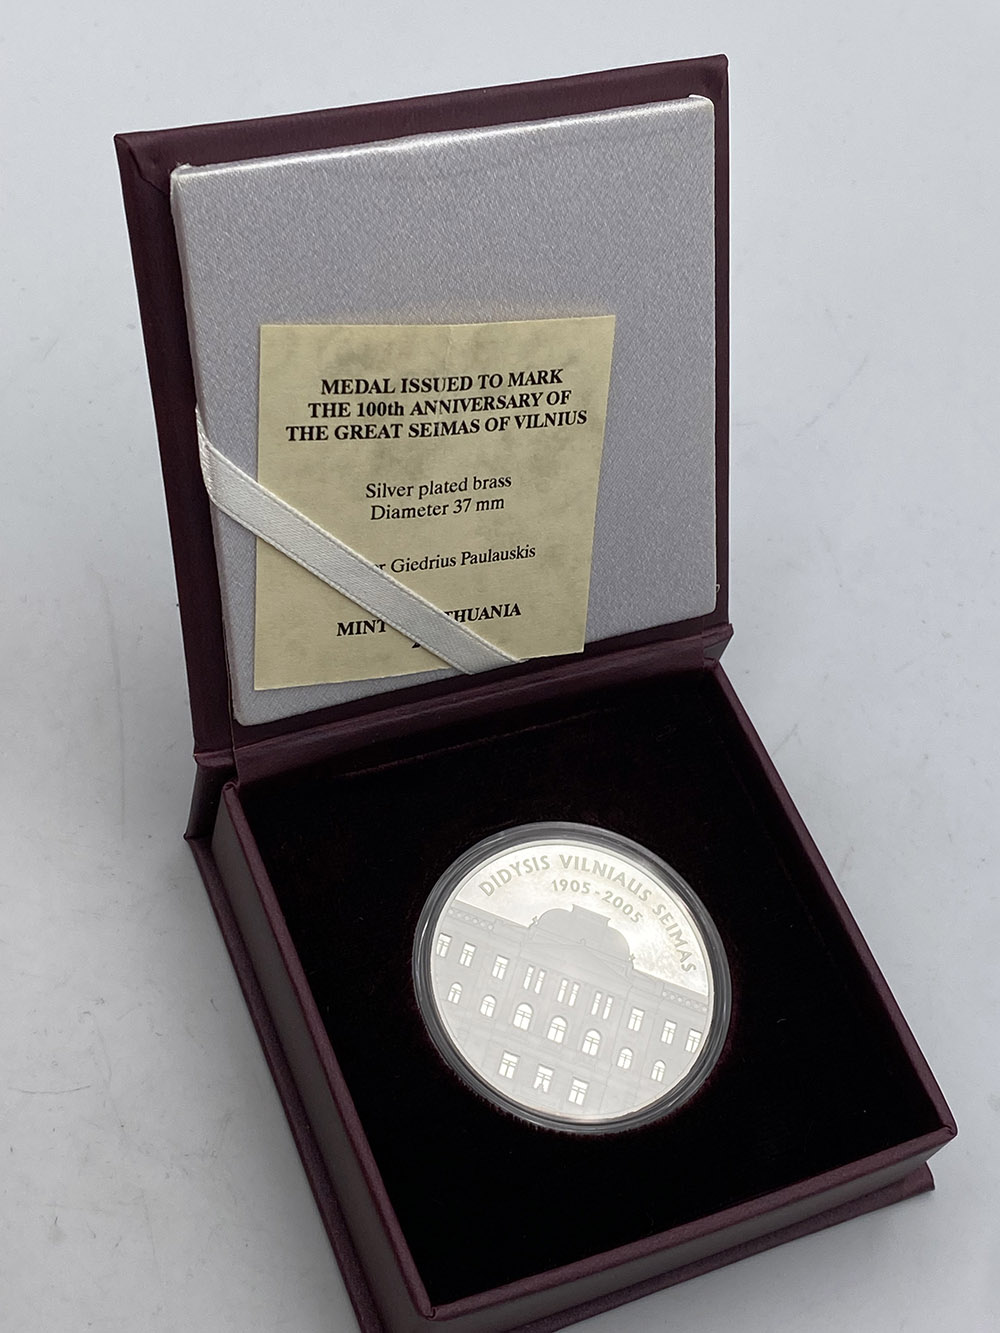 MEDAL ISSUED TO MARK
THE 100th ANNIVERSARY OF
THE GREAT SEIMAS OF VILNIUS
Silver plated brass
Diameter 37 mm
Giedrius Paulauskis
MINT
DIDYSIS VILNIAUS SEIMAS
1905-2005